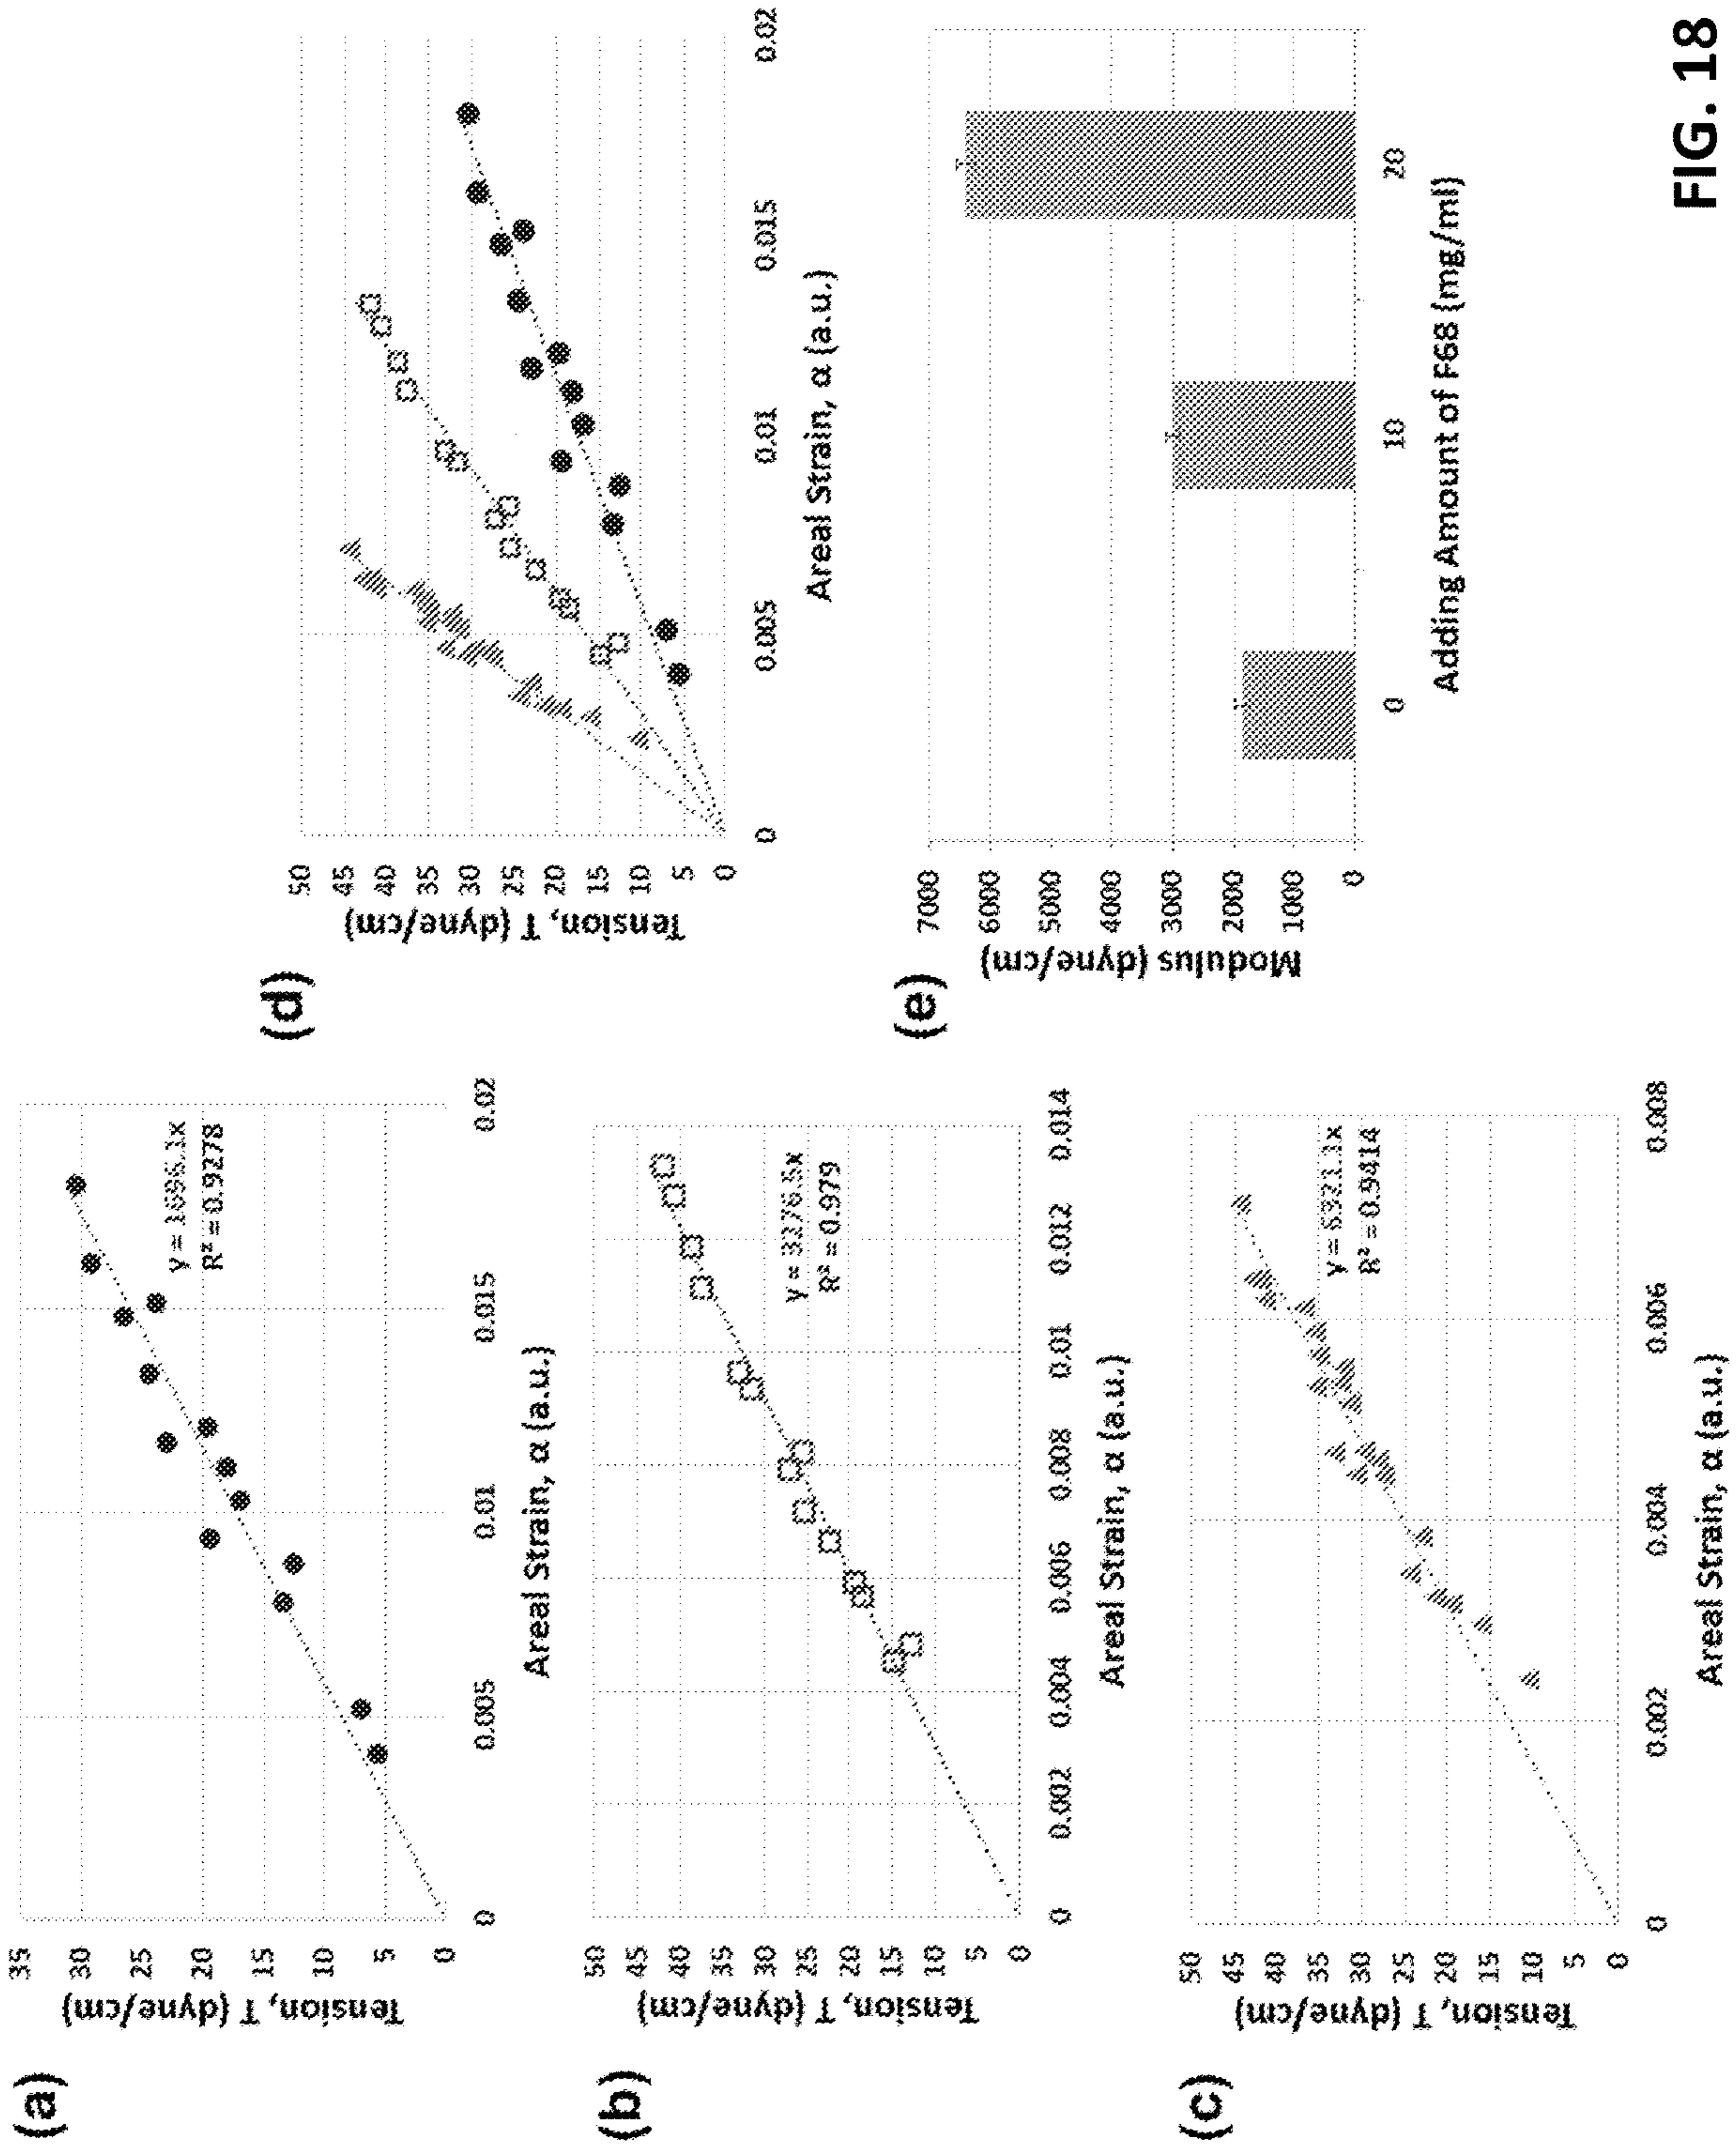 (a)
Tension, T (dyne/cm)
35
30
25
20
15
10
5
0
y =
R² = 0.9278
0 0.005 0.01 0.015 0.02
Areal Strain, α (a.u.)
(b)
Tension, T (dyne/cm)
50
45
40
35
30
25
20
15
10
0
y =
R² = 0.979
0 0.002 0.004 0.006 0.008 0.01 0.012 0.014
Areal Strain, α (a.u.)
(c)
Tension, T (dyne/cm)
50
45
40
35
30
25
20
15
10
5
0
y =
R² = 0.9414
0 0.002 0.004 0.006 0.008
Areal Strain, α (a.u.)
(d)
Tension, T (dyne/cm)
50
45
40
35
30
25
20
15
10
5
0
0 0.005 0.01 0.015 0.02
Areal Strain, α (a.u.)
(e)
Modulus (dyne/cm)
7000
6000
5000
4000
3000
2000
1000
0
0 10 20
Adding Amount of F68 (mg/ml)
FIG. 18